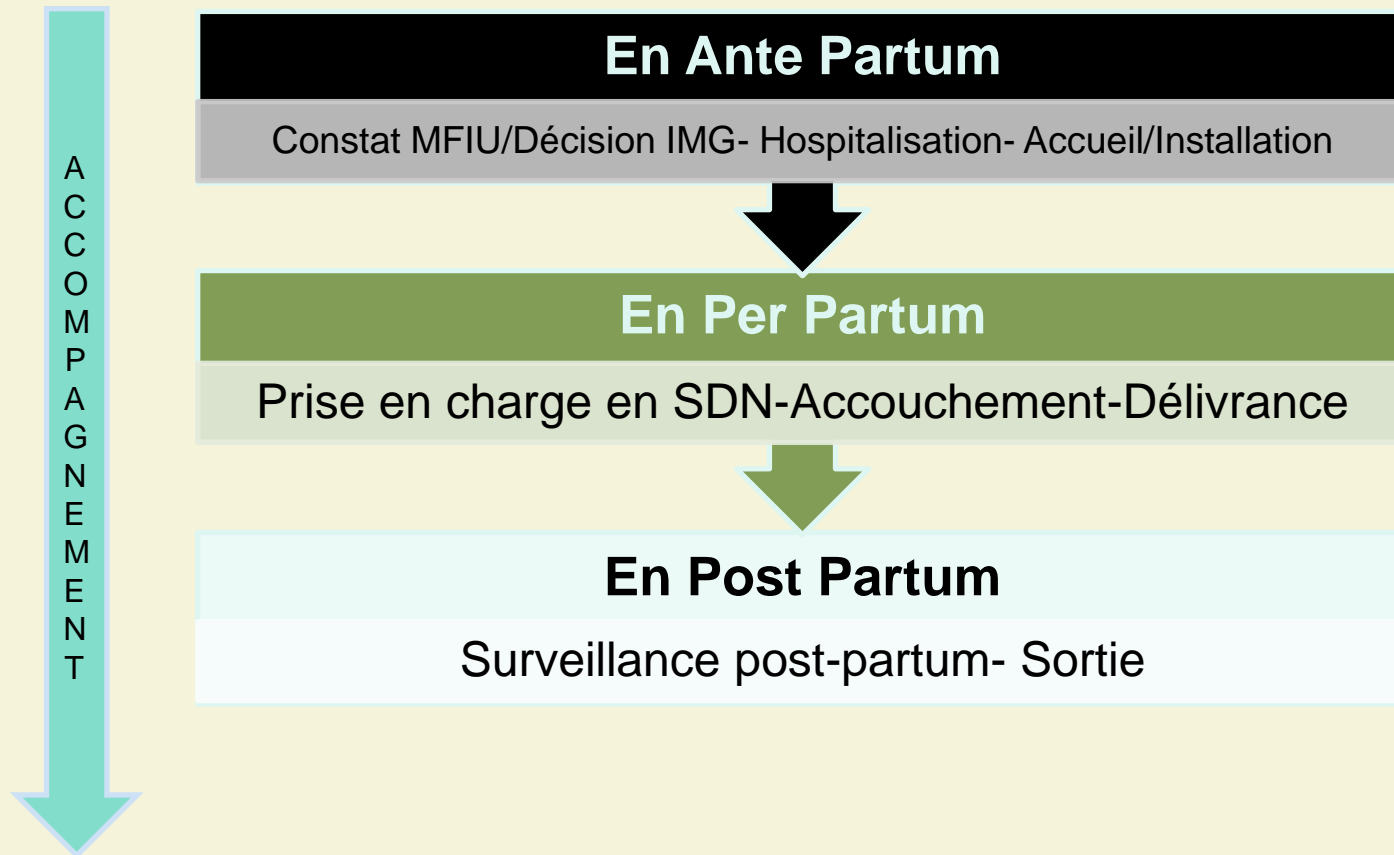 ACCOMPAGNEMENT
En Ante Partum
Constat MFIU/Décision IMG- Hospitalisation- Accueil/Installation
En Per Partum
Prise en charge en SDN-Accouchement-Délivrance
En Post Partum
Surveillance post-partum- Sortie